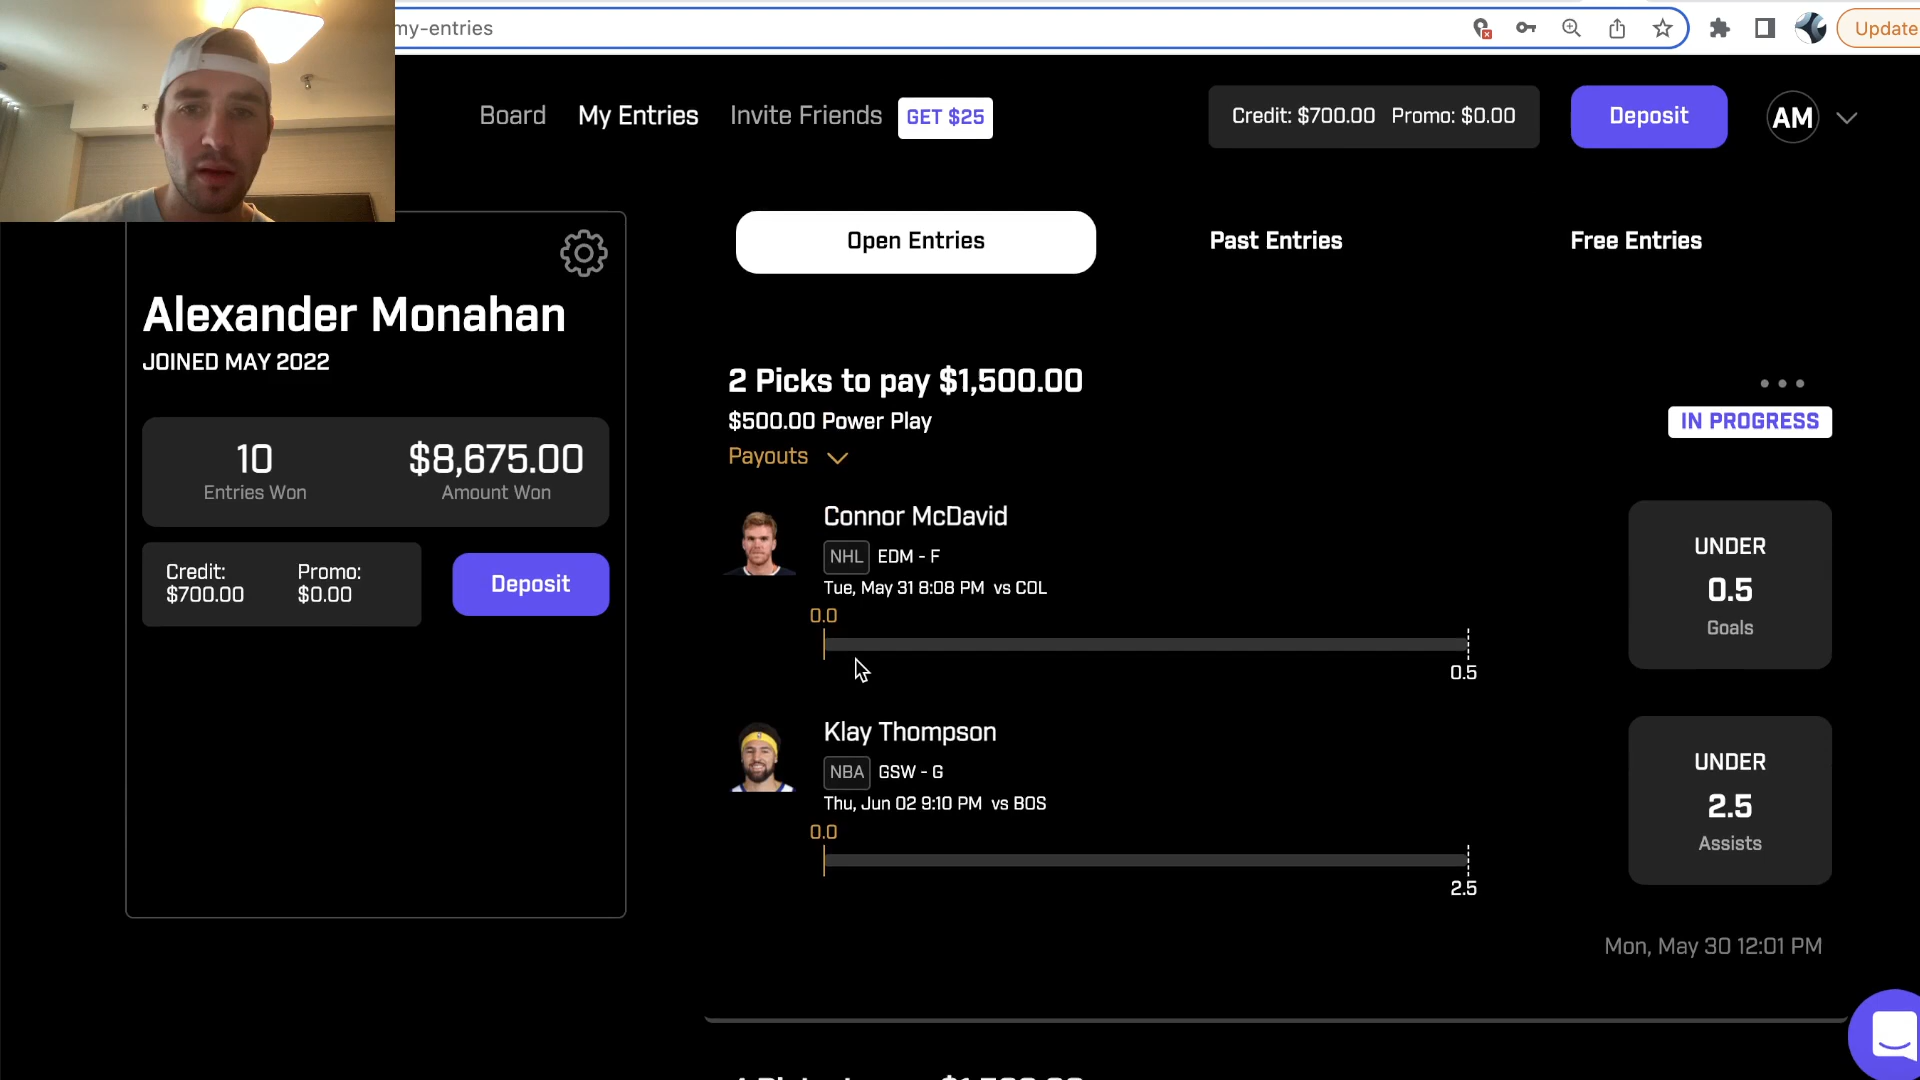 my-entries
Update
Board
My Entries
Invite Friends
GET $25
Credit: $700.00 Promo: $0.00
Deposit
AM
Open Entries
Past Entries
Free Entries
Alexander Monahan
JOINED MAY 2022
10
Entries Won
$8,675.00
Amount Won
Credit:
$700.00
Promo:
$0.00
Deposit
2 Picks to pay $1,500.00
$500.00 Power Play
Payouts
IN PROGRESS
Connor McDavid
NHL EDM - F
Tue, May 31 8:08 PM vs COL
0.0
0.5
UNDER
0.5
Goals
Klay Thompson
NBA GSW - G
Thu, Jun 02 9:10 PM vs BOS
0.0
2.5
UNDER
2.5
Assists
Mon, May 30 12:01 PM